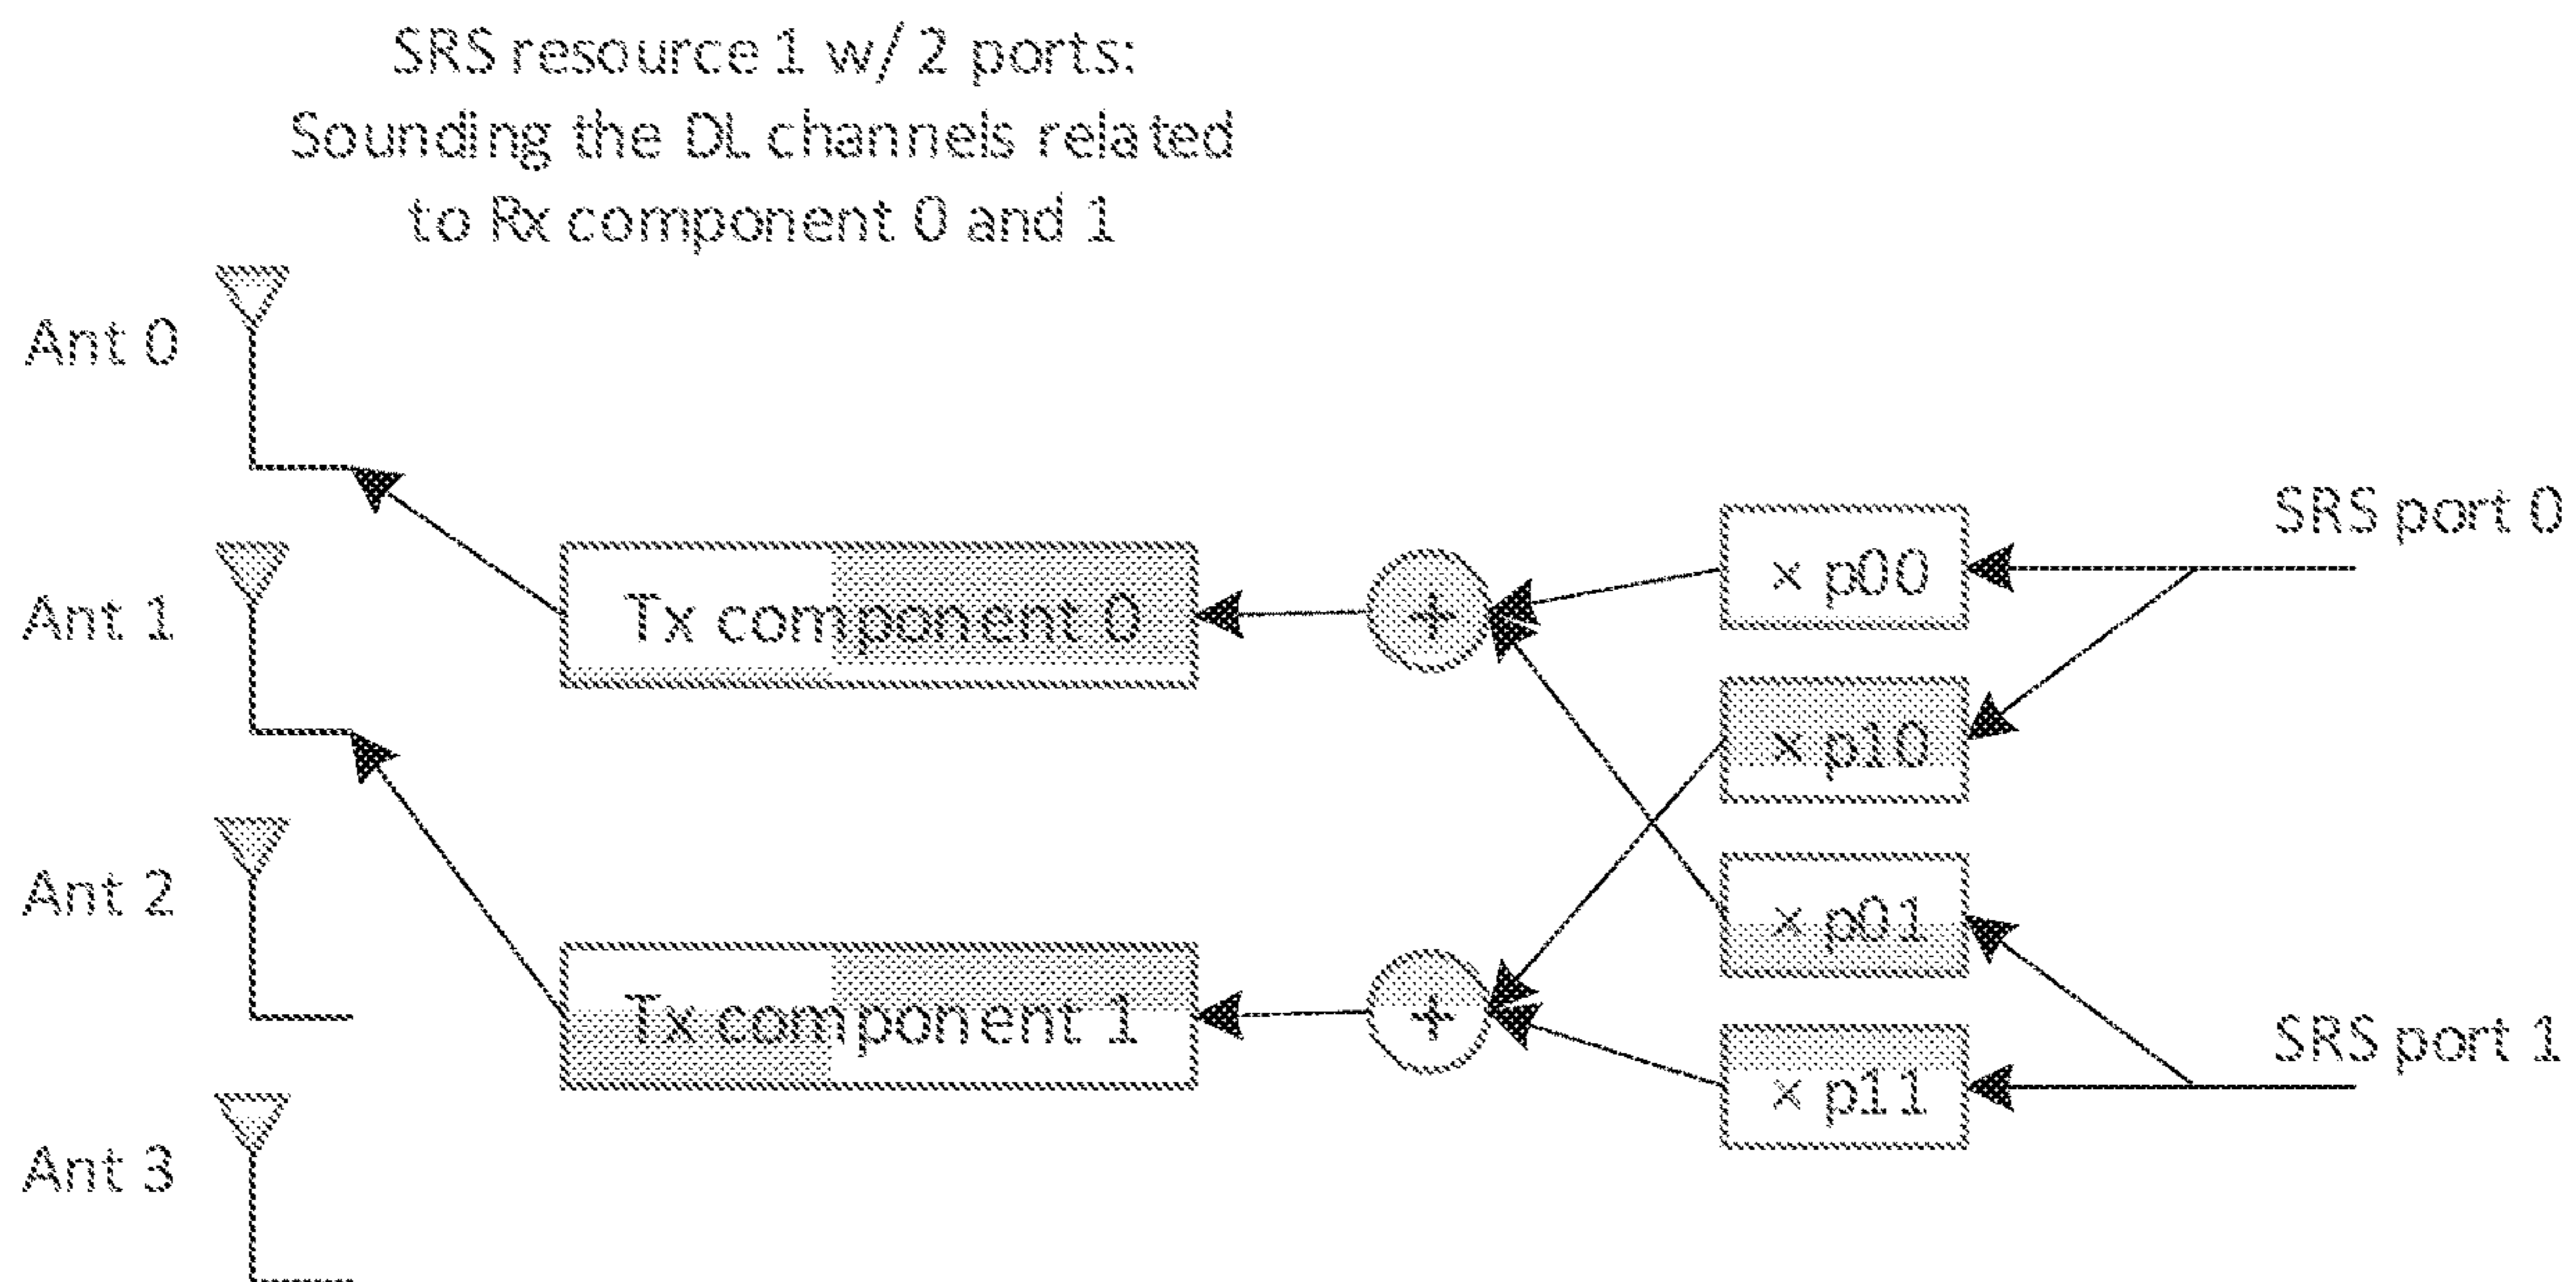 SRS resource 1 w/ 2 ports:
Sounding the DL channels related
to Rx component 0 and 1
Ant 0
Ant 1
Ant 2
Ant 3
Tx component 0
Tx component 1
+
+
× p00
× p10
× p01
× p11
SRS port 0
SRS port 1